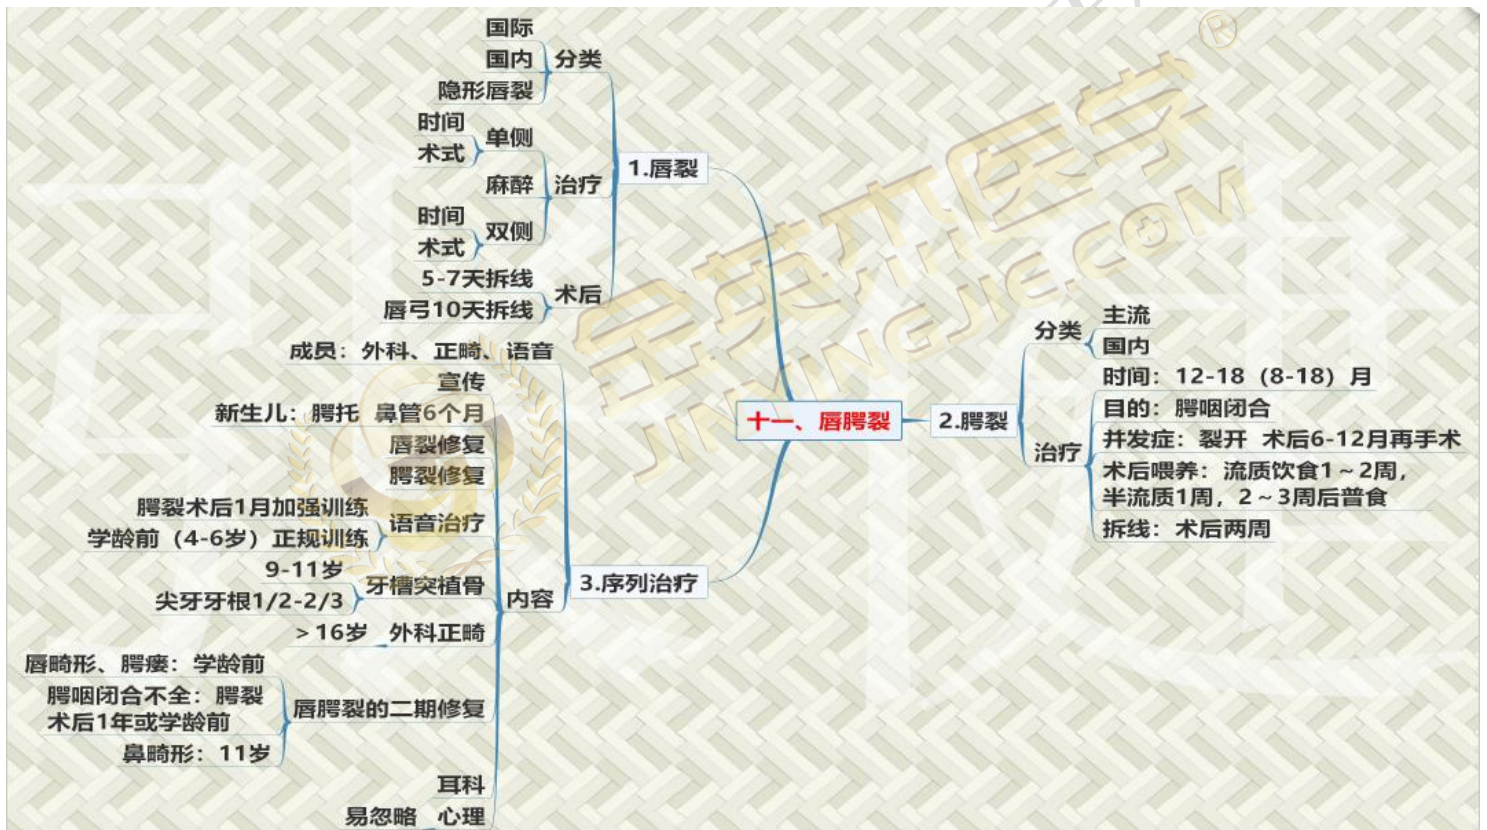 十一、唇腭裂
1.唇裂
分类
国际
国内
隐形唇裂
治疗
单侧
时间
术式
麻醉
双侧
时间
术式
术后
5-7天拆线
唇弓10天拆线
2.腭裂
分类
主流
国内
治疗
时间：12-18（8-18）月
目的：腭咽闭合
并发症：裂开 术后6-12月再手术
术后喂养：流质饮食1～2周，
半流质1周，2～3周后普食
拆线：术后两周
3.序列治疗
成员：外科、正畸、语音
内容
宣传
新生儿：腭托 鼻管6个月
唇裂修复
腭裂修复
语音治疗
腭裂术后1月加强训练
学龄前（4-6岁）正规训练
牙槽突植骨
9-11岁
尖牙牙根1/2-2/3
外科正畸
＞16岁
唇腭裂的二期修复
唇畸形、腭瘘：学龄前
腭咽闭合不全：腭裂
术后1年或学龄前
鼻畸形：11岁
耳科
心理
易忽略
金英杰医学®
JINYINGJIE.COM